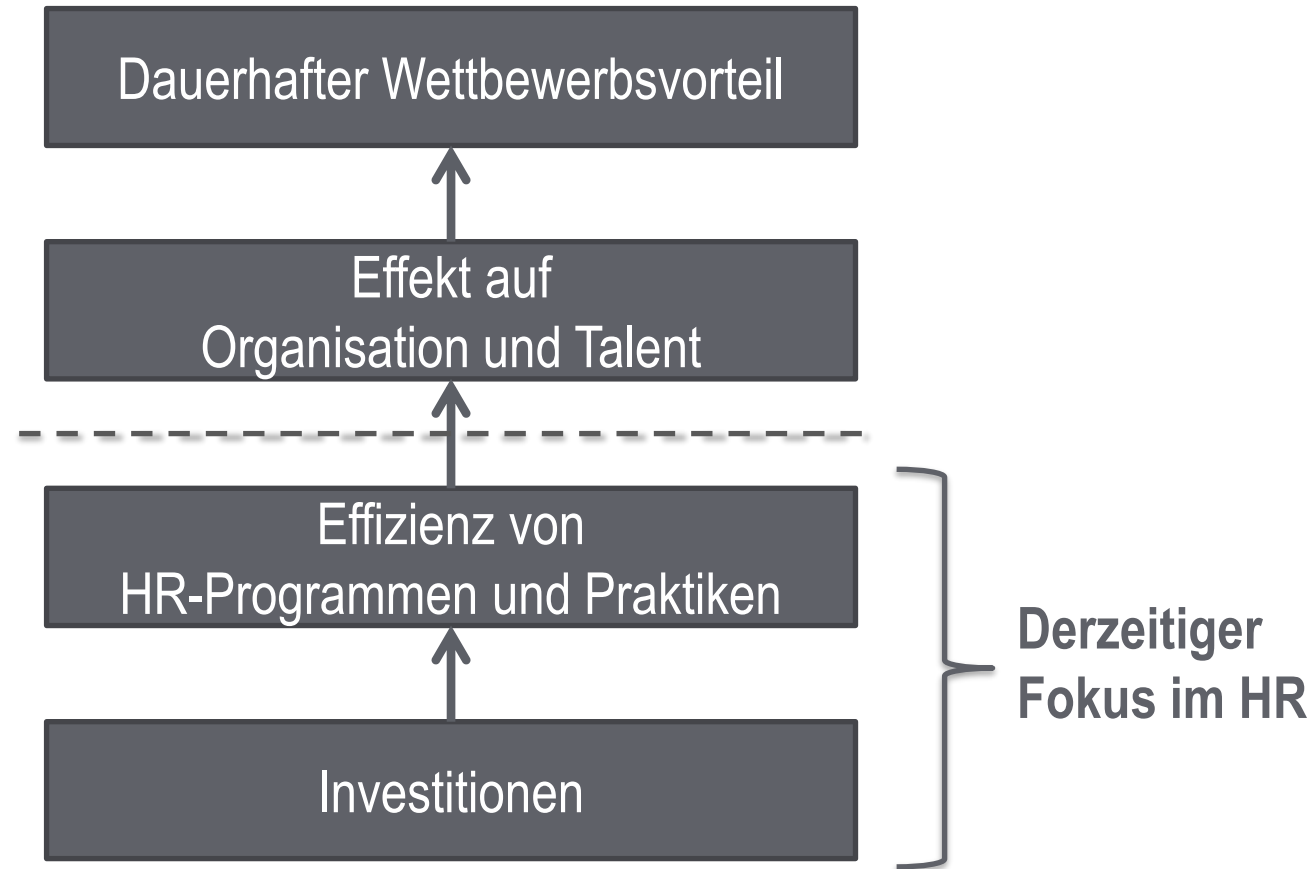 Dauerhafter Wettbewerbsvorteil
Effekt auf
Organisation und Talent
Effizienz von
HR-Programmen und Praktiken
Investitionen
Derzeitiger
Fokus im HR